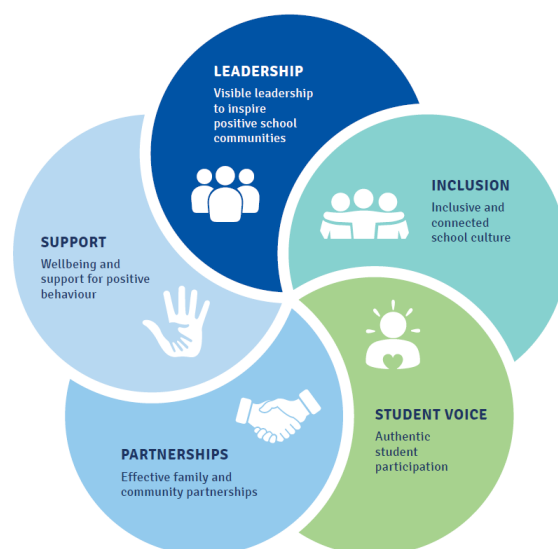 LEADERSHIP
Visible leadership
to inspire
positive school
communities
INCLUSION
Inclusive and
connected
school culture
STUDENT VOICE
Authentic
student
participation
PARTNERSHIPS
Effective family and
community partnerships
SUPPORT
Wellbeing and
support for positive
behaviour